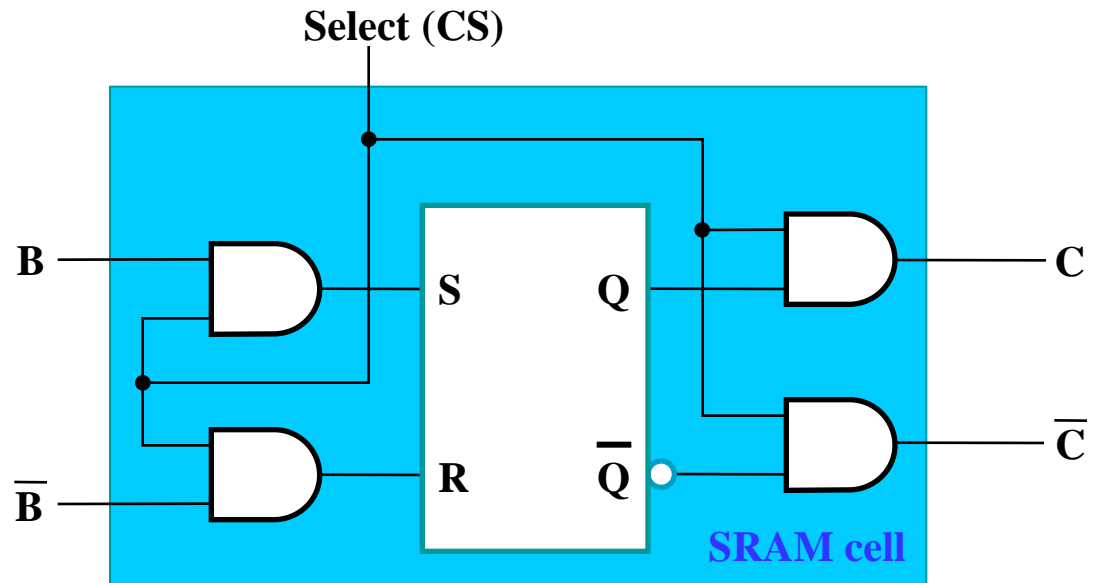 Select (CS)
B
S
Q
C
R
Q̅
C̅
B̅
SRAM cell